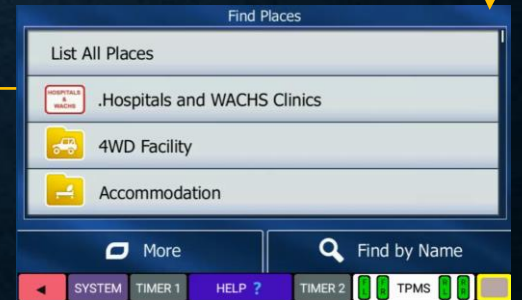 Find Places
List All Places
HOSPITALS
&
WACHS
.Hospitals and WACHS Clinics
4WD Facility
Accommodation
More
Find by Name
SYSTEM TIMER 1 HELP ? TIMER 2 TPMS